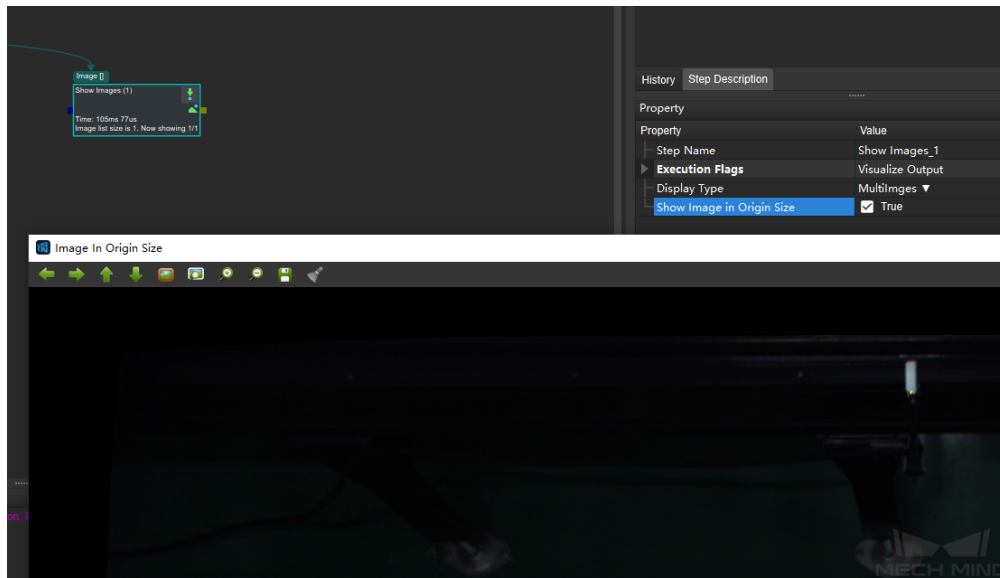 Image []
Show Images (1)
Time: 105ms 77us
Image list size is 1. Now showing 1/1
History Step Description
Property
Property Value
Step Name Show Images_1
Execution Flags Visualize Output
Display Type MultiImges ▼
Show Image in Origin Size True
Image In Origin Size
MECH MIND